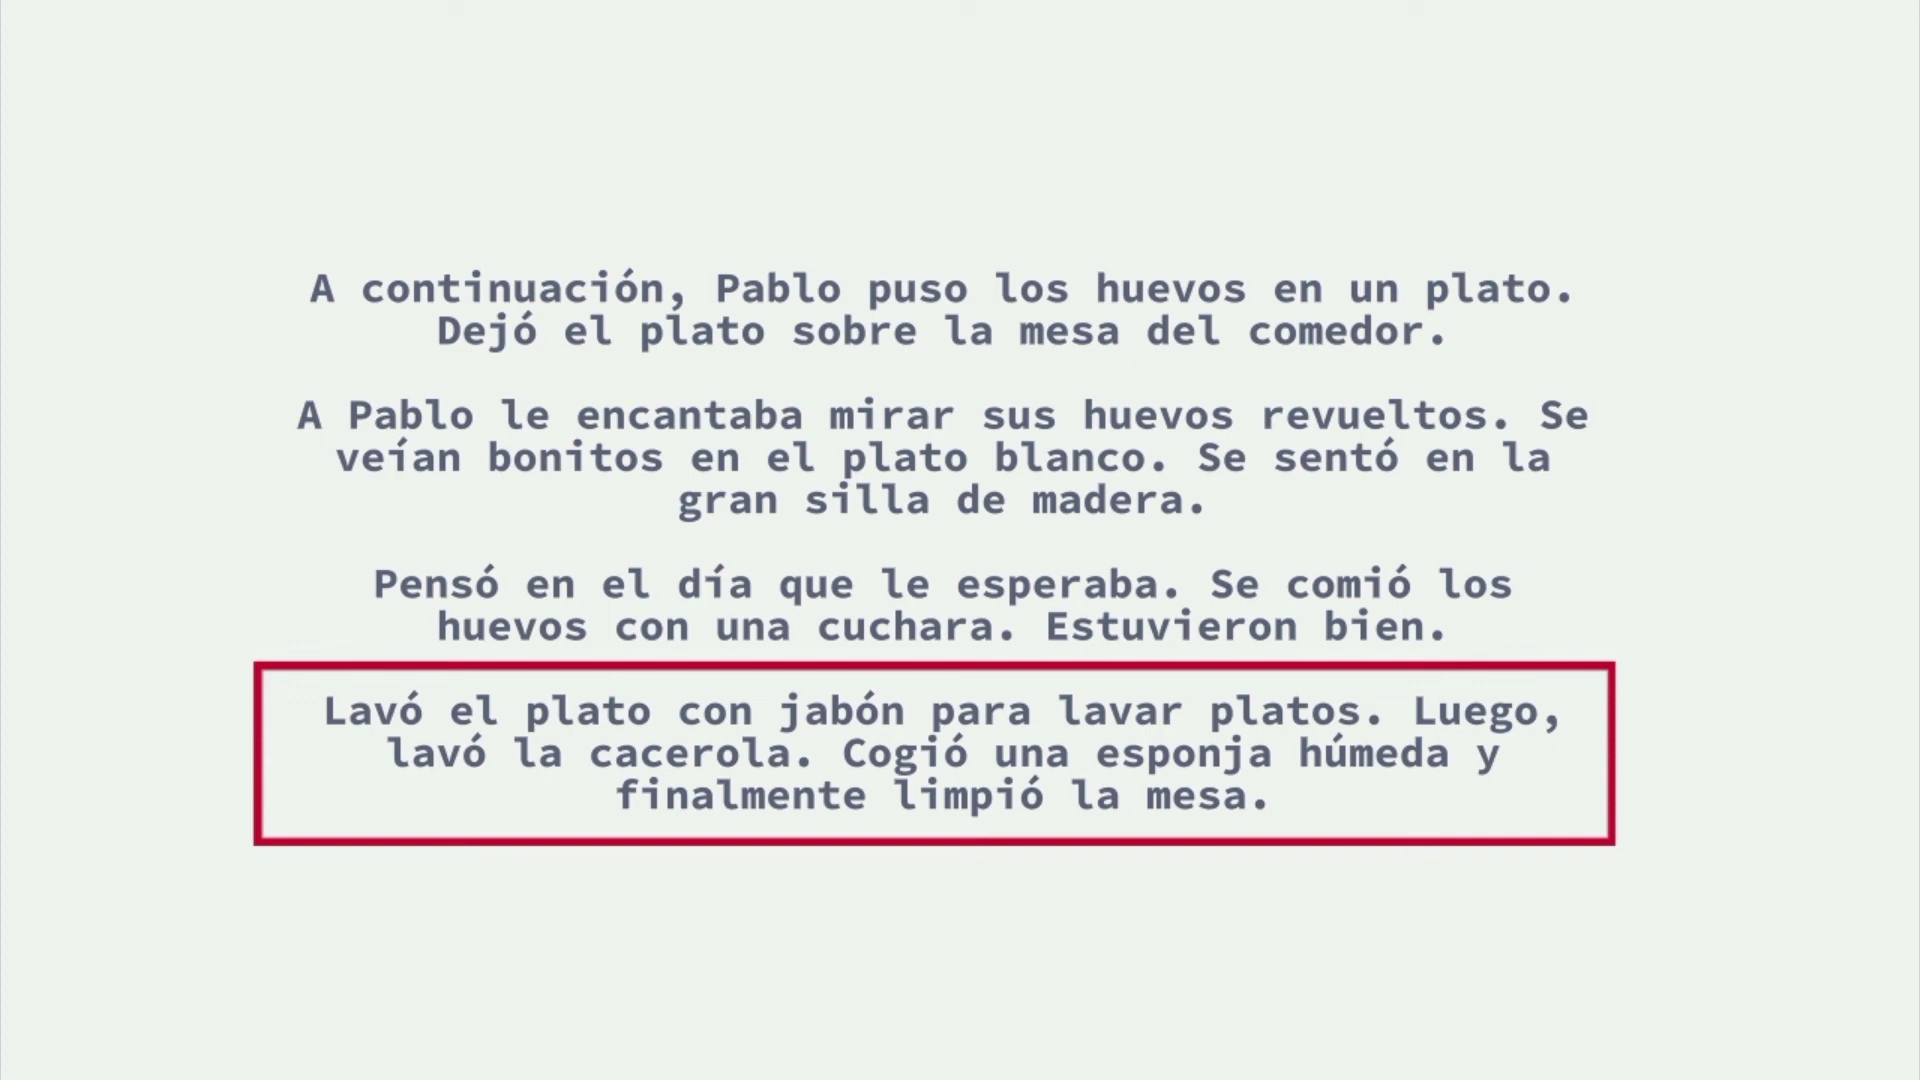 A continuación, Pablo puso los huevos en un plato.
Dejó el plato sobre la mesa del comedor.
A Pablo le encantaba mirar sus huevos revueltos. Se
veían bonitos en el plato blanco. Se sentó en la
gran silla de madera.
Pensó en el día que le esperaba. Se comió los
huevos con una cuchara. Estuvieron bien.
Lavó el plato con jabón para lavar platos. Luego,
lavó la cacerola. Cogió una esponja húmeda y
finalmente limpió la mesa.